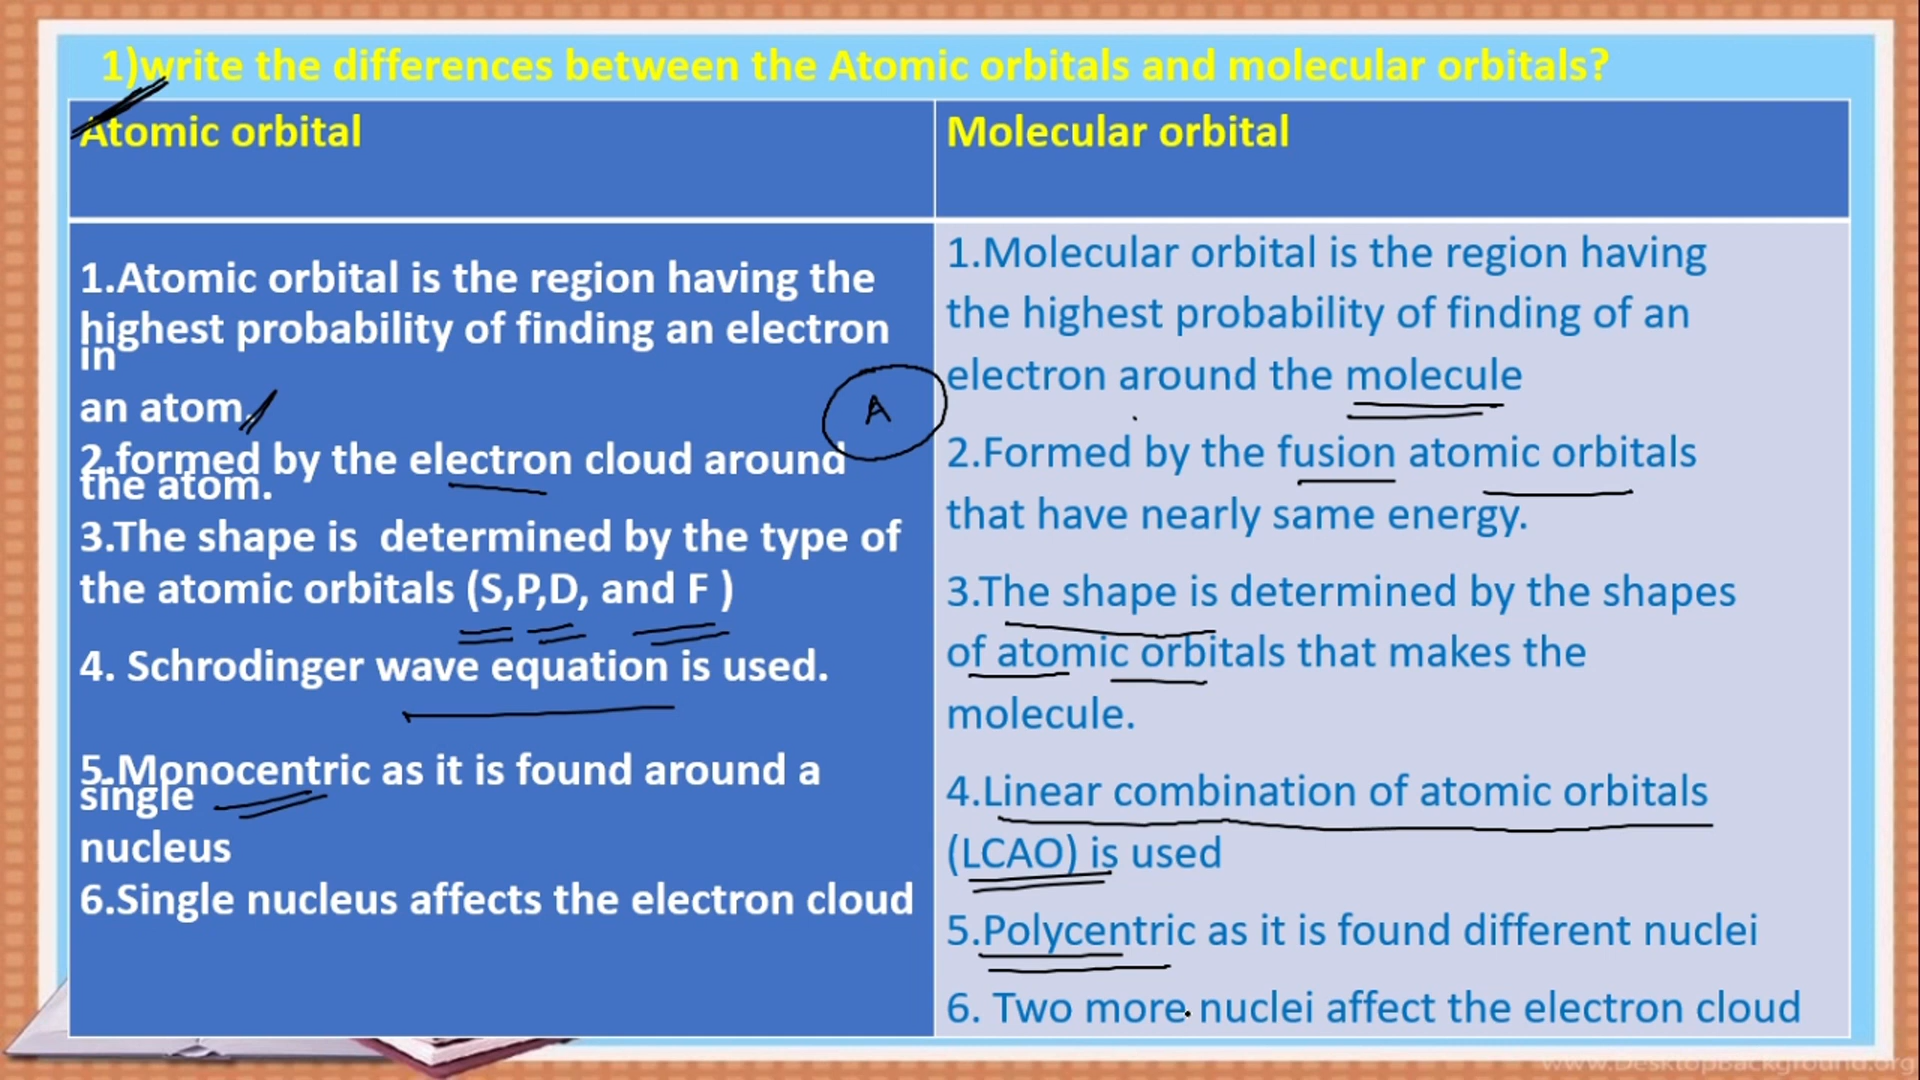 1)write the differences between the Atomic orbitals and molecular orbitals?
Atomic orbital
Molecular orbital
1.Atomic orbital is the region having the
highest probability of finding an electron
in
an atom.
2.formed by the electron cloud around
the atom.
3.The shape is determined by the type of
the atomic orbitals (S,P,D, and F )
4. Schrodinger wave equation is used.
5.Monocentric as it is found around a
single
nucleus
6.Single nucleus affects the electron cloud
A
1.Molecular orbital is the region having
the highest probability of finding of an
electron around the molecule
2.Formed by the fusion atomic orbitals
that have nearly same energy.
3.The shape is determined by the shapes
of atomic orbitals that makes the
molecule.
4.Linear combination of atomic orbitals
(LCAO) is used
5.Polycentric as it is found different nuclei
6. Two more nuclei affect the electron cloud
www.DesktopBackground.org